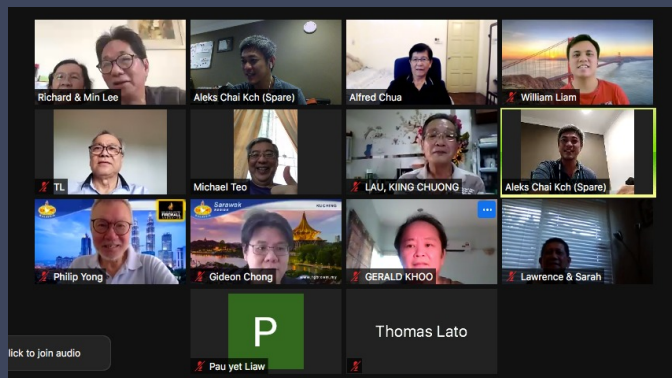 Richard & Min Lee
Aleks Chai Kch (Spare)
Alfred Chua
William Liam
TL
Michael Teo
LAU, KIING CHUONG
Aleks Chai Kch (Spare)
FIREBALL
Philip Yong
Sarawak
Gideon Chong
GERALD KHOO
Lawrence & Sarah
P
Pau yet Liaw
Thomas Lato
lick to join audio